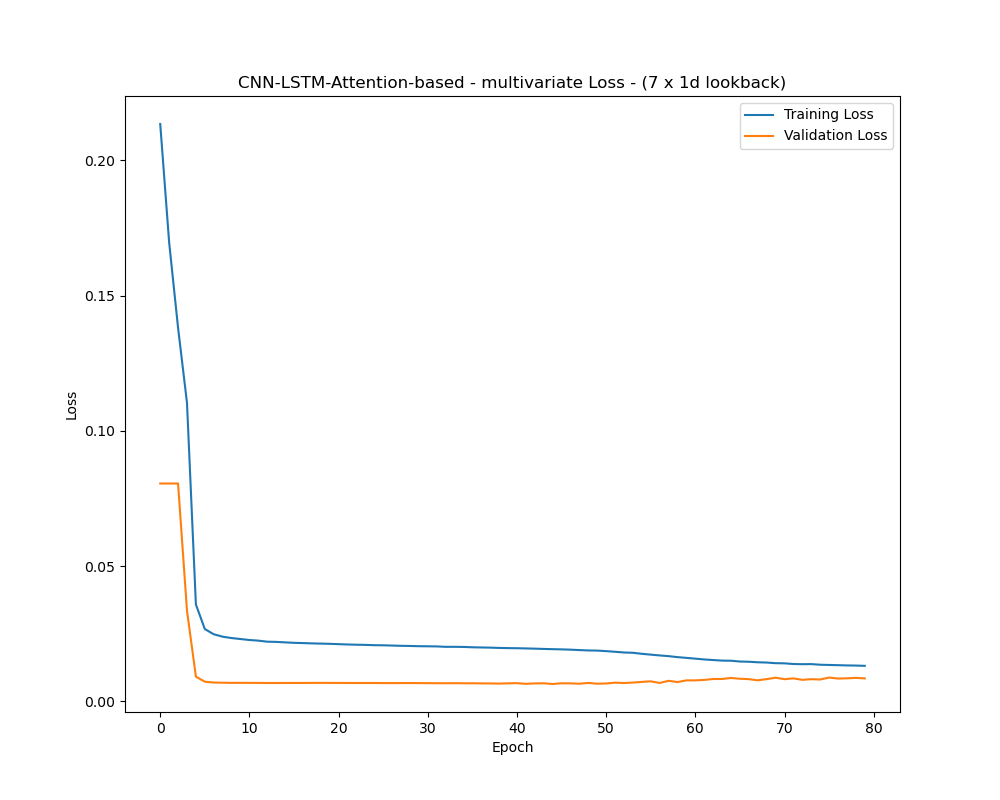 CNN-LSTM-Attention-based - multivariate Loss - (7 x 1d lookback)
Training Loss
Validation Loss
0.20
0.15
0.10
0.05
0.00
Loss
0 10 20 30 40 50 60 70 80
Epoch